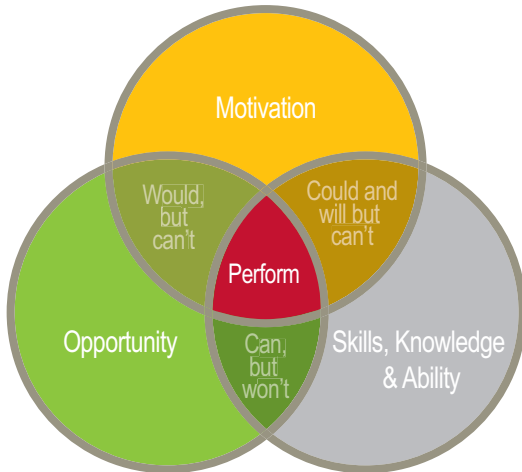 Motivation
Would,
but
can't
Could and
will but
can't
Perform
Opportunity
Can,
but
won't
Skills, Knowledge
& Ability